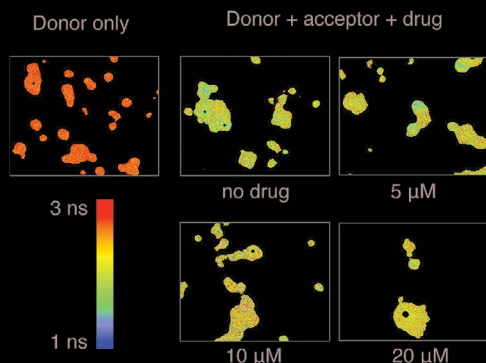 Donor only
Donor + acceptor + drug
no drug
5 µM
3 ns
1 ns
10 µM
20 µM